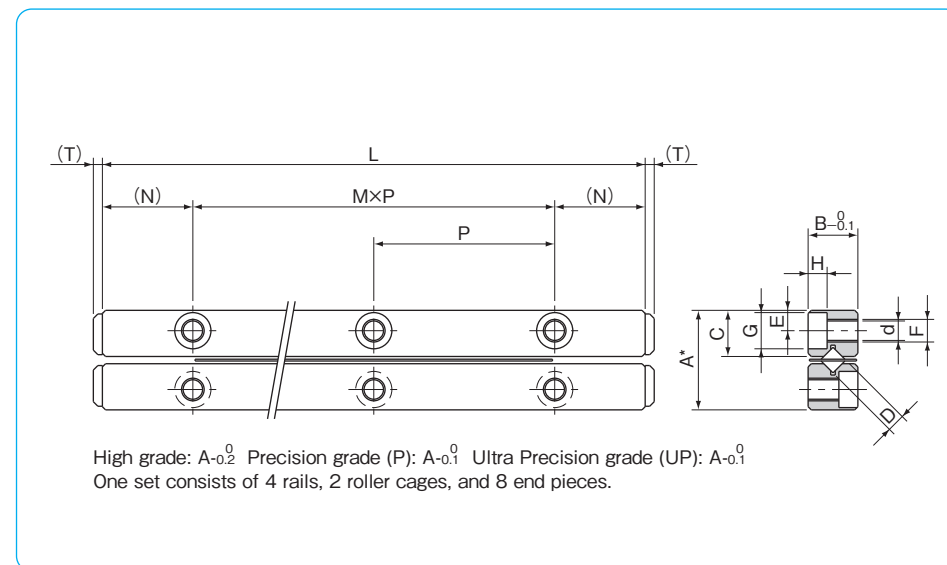 (T) L (T)
(N) M×P (N)
P
B-0.1 0
H
A* C G E d F
D
High grade: A-0.2 0 Precision grade (P): A-0.1 0 Ultra Precision grade (UP): A-0.1 0
One set consists of 4 rails, 2 roller cages, and 8 end pieces.